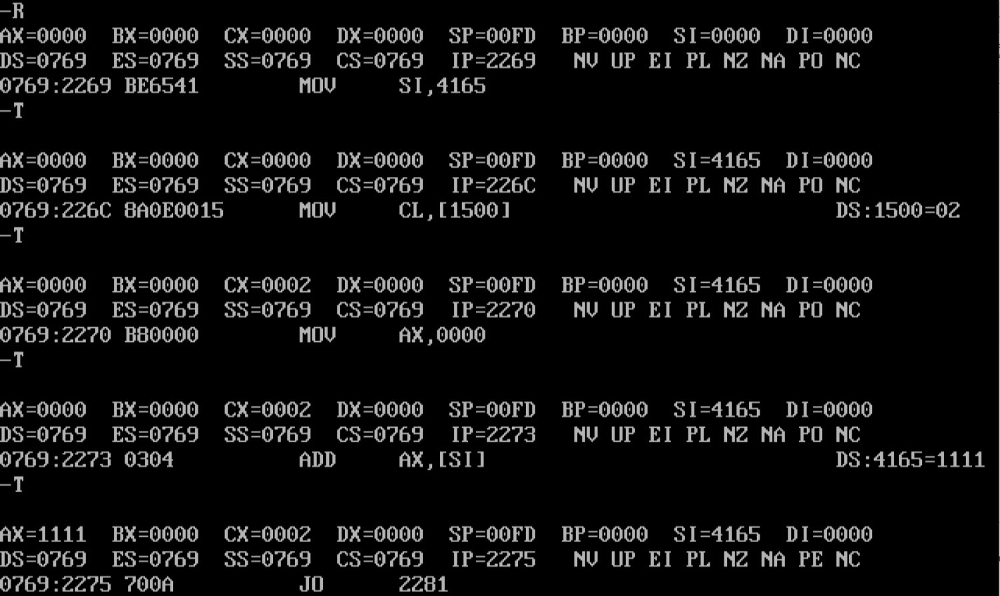 -R
AX=0000  BX=0000  CX=0000  DX=0000  SP=00FD  BP=0000  SI=0000  DI=0000
DS=0769  ES=0769  SS=0769  CS=0769  IP=2269   NV UP EI PL NZ NA PO NC
0769:2269 BE6541        MOV     SI,4165
-T
AX=0000  BX=0000  CX=0000  DX=0000  SP=00FD  BP=0000  SI=4165  DI=0000
DS=0769  ES=0769  SS=0769  CS=0769  IP=226C   NV UP EI PL NZ NA PO NC
0769:226C 8A0E0015      MOV     CL,[1500]                          DS:1500=02
-T
AX=0000  BX=0000  CX=0002  DX=0000  SP=00FD  BP=0000  SI=4165  DI=0000
DS=0769  ES=0769  SS=0769  CS=0769  IP=2270   NV UP EI PL NZ NA PO NC
0769:2270 B80000        MOV     AX,0000
-T
AX=0000  BX=0000  CX=0002  DX=0000  SP=00FD  BP=0000  SI=4165  DI=0000
DS=0769  ES=0769  SS=0769  CS=0769  IP=2273   NV UP EI PL NZ NA PO NC
0769:2273 0304          ADD     AX,[SI]                            DS:4165=1111
-T
AX=1111  BX=0000  CX=0002  DX=0000  SP=00FD  BP=0000  SI=4165  DI=0000
DS=0769  ES=0769  SS=0769  CS=0769  IP=2275   NV UP EI PL NZ NA PE NC
0769:2275 700A          JO      2281